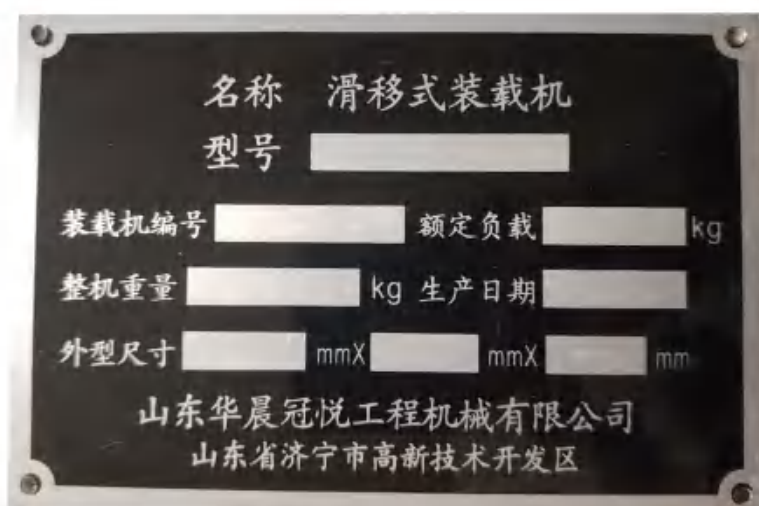 名称 滑移式装载机
型号
装载机编号 额定负载 kg
整机重量 kg 生产日期
外型尺寸 mmX mmX mm
山东华晨冠悦工程机械有限公司
山东省济宁市高新技术开发区